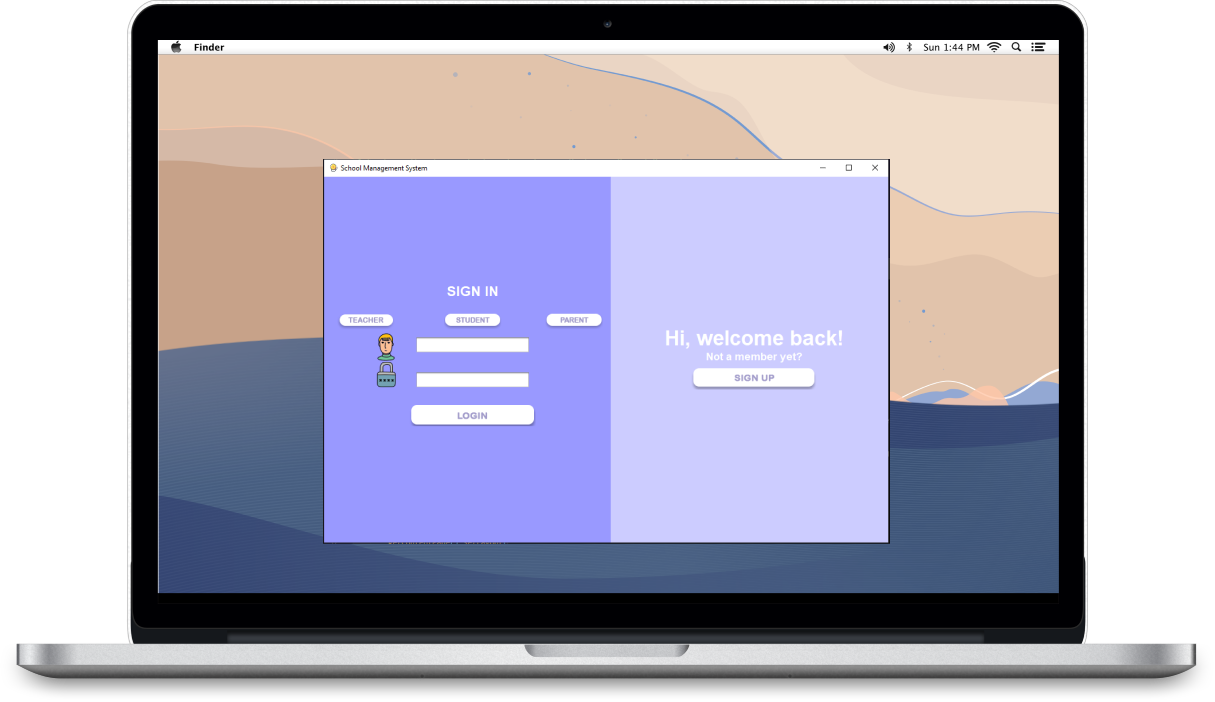 Finder
Sun 1:44 PM
School Management System
SIGN IN
TEACHER STUDENT PARENT
LOGIN
Hi, welcome back!
Not a member yet?
SIGN UP